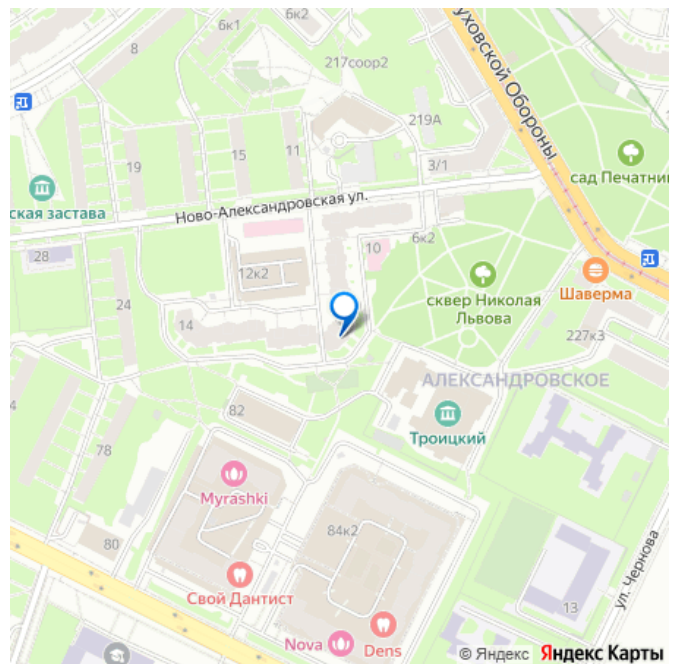 6к1
6к2
8
217соор2
уховской Обороны
219А
19
15
11
3/1
сад Печатник
ская застава
Ново-Александровская ул.
28
12к2
10
6к2
Шаверма
сквер Николая
Львова
24
14
227к3
АЛЕКСАНДРОВСКОЕ
4
82
Троицкий
78
Myrashki
84к2
80
ул. Чернова
Свой Дантист
13
Nova
Dens
© Яндекс Яндекс Карты